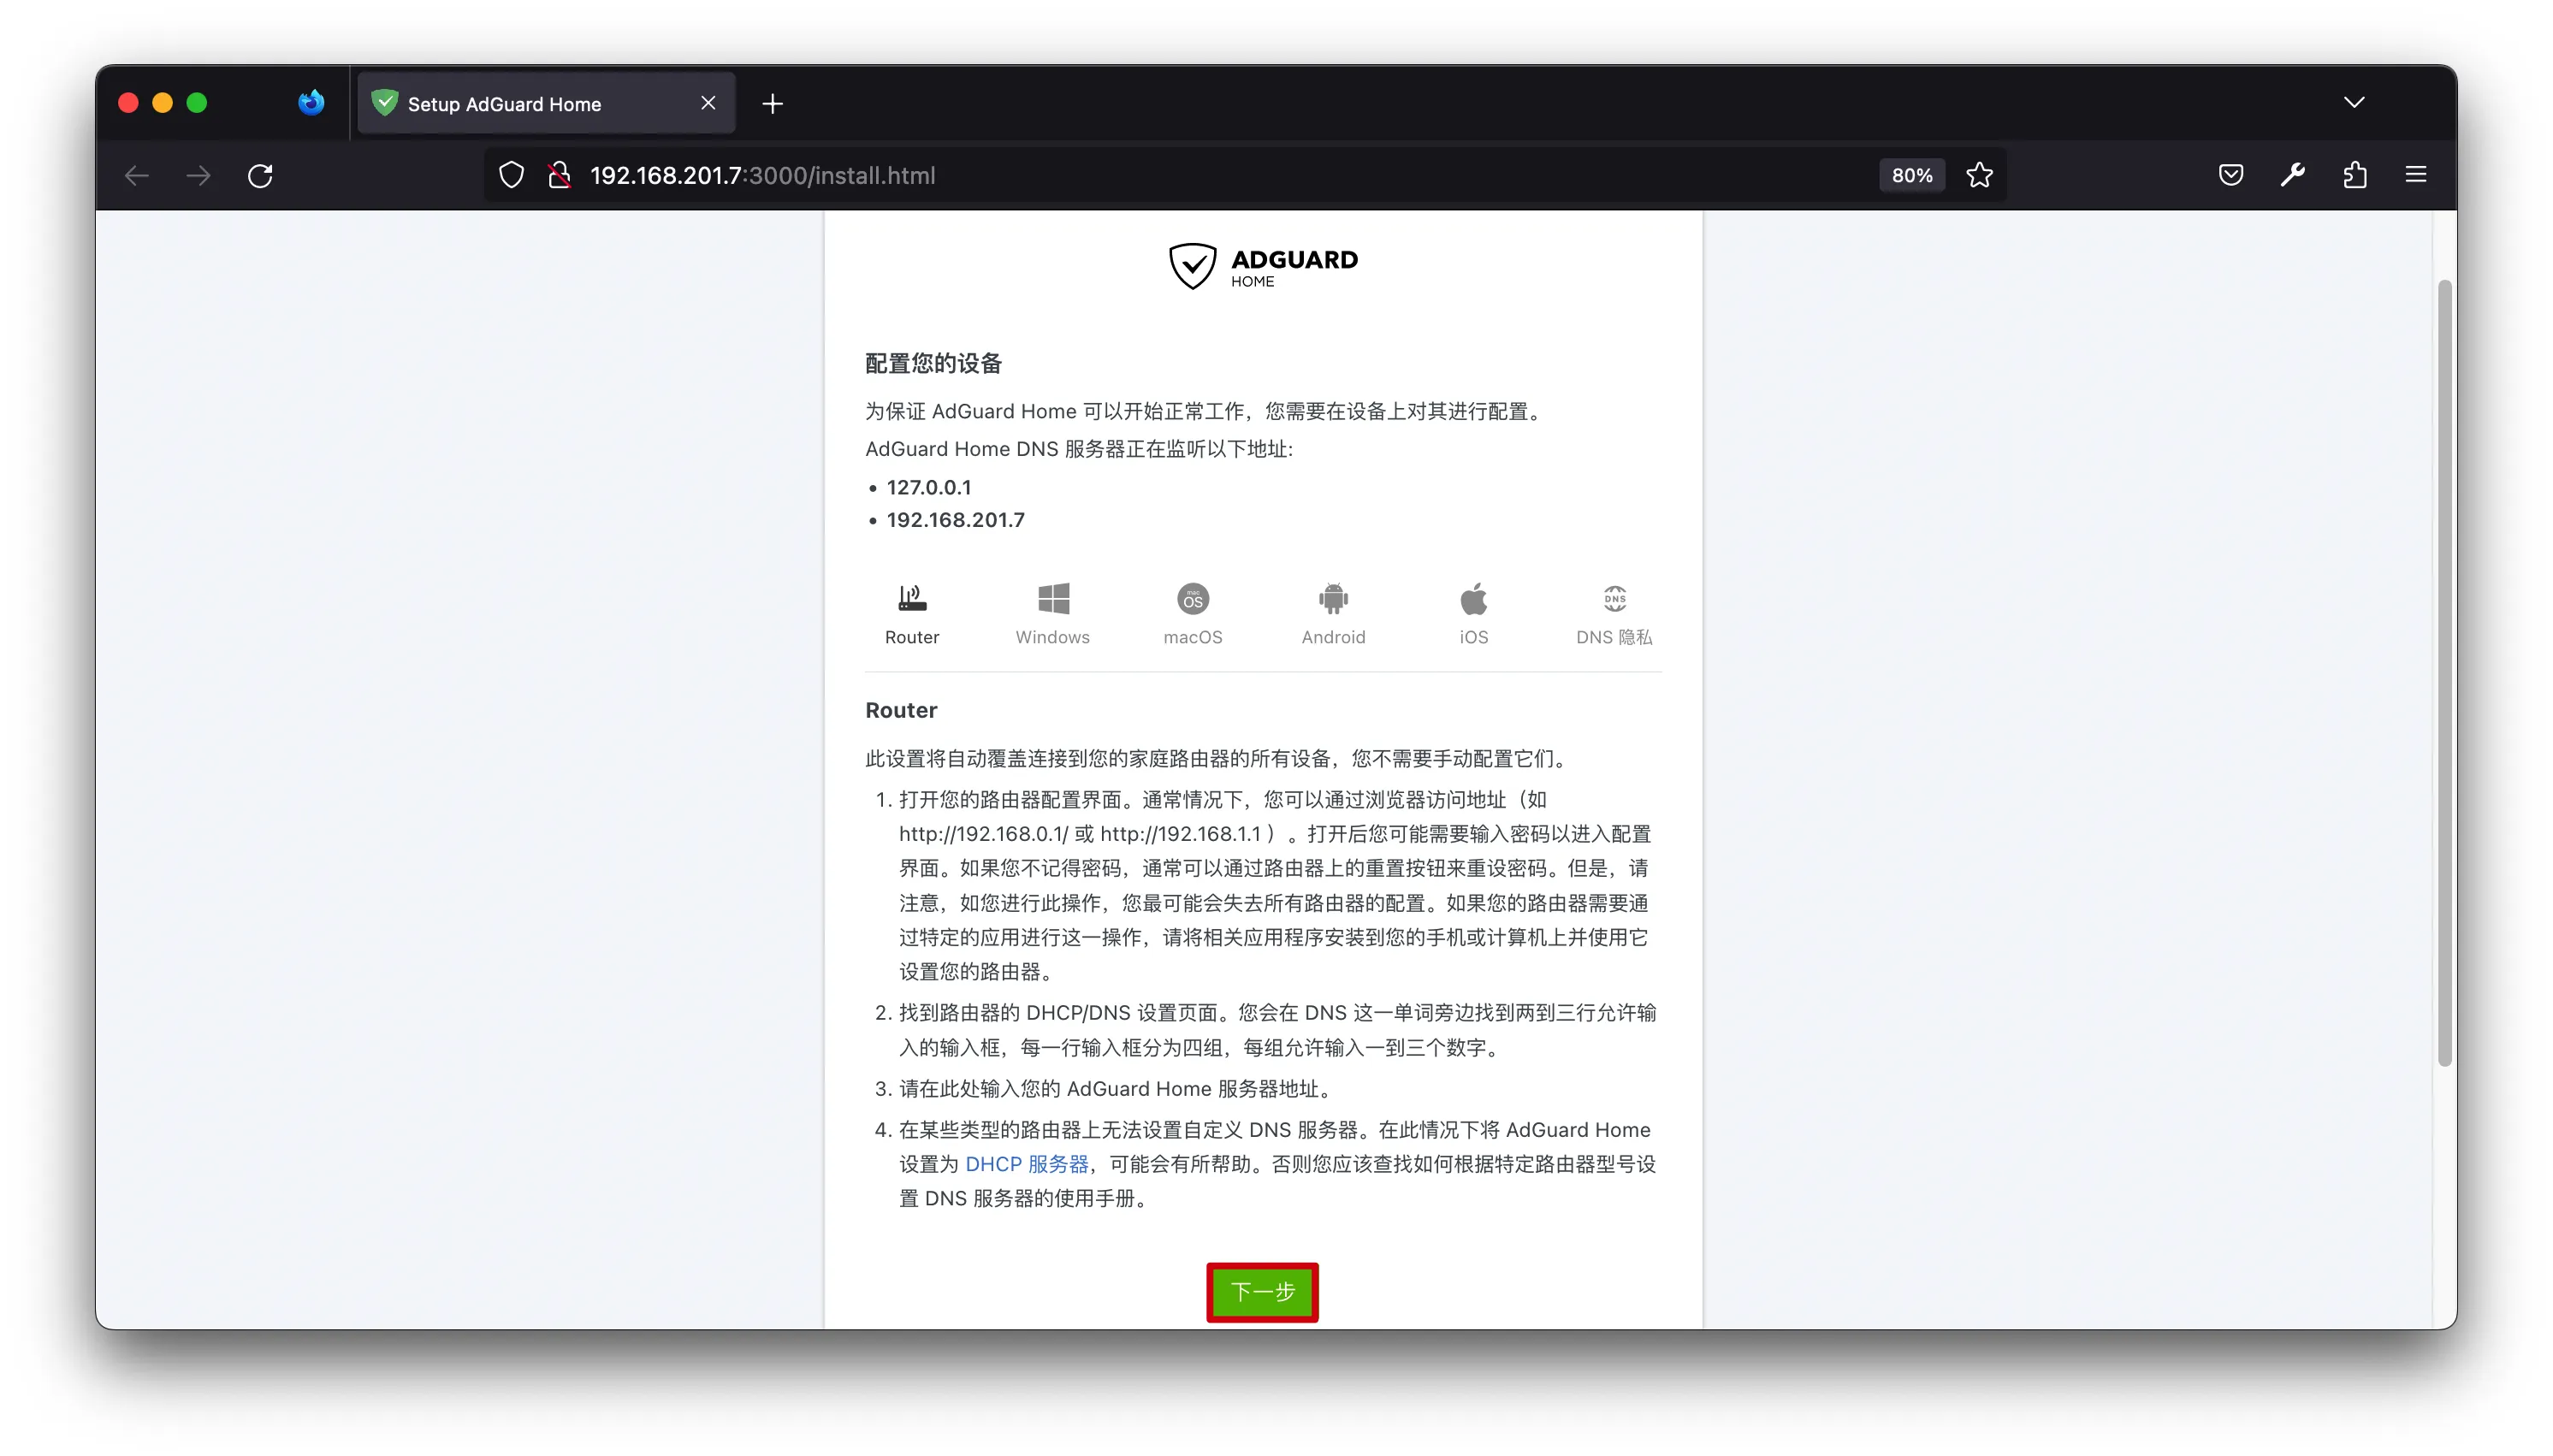 Setup AdGuard Home
192.168.201.7:3000/install.html
80%
ADGUARD
HOME
配置您的设备
为保证 AdGuard Home 可以开始正常工作，您需要在设备上对其进行配置。
AdGuard Home DNS 服务器正在监听以下地址:
• 127.0.0.1
• 192.168.201.7
mac
OS
DNS
Router
Windows
macOS
Android
iOS
DNS 隐私
Router
此设置将自动覆盖连接到您的家庭路由器的所有设备，您不需要手动配置它们。
1. 打开您的路由器配置界面。通常情况下，您可以通过浏览器访问地址（如
http://192.168.0.1/ 或 http://192.168.1.1 ）。打开后您可能需要输入密码以进入配置
界面。如果您不记得密码，通常可以通过路由器上的重置按钮来重设密码。但是，请
注意，如您进行此操作，您最可能会失去所有路由器的配置。如果您的路由器需要通
过特定的应用进行这一操作，请将相关应用程序安装到您的手机或计算机上并使用它
设置您的路由器。
2. 找到路由器的 DHCP/DNS 设置页面。您会在 DNS 这一单词旁边找到两到三行允许输
入的输入框，每一行输入框分为四组，每组允许输入一到三个数字。
3. 请在此处输入您的 AdGuard Home 服务器地址。
4. 在某些类型的路由器上无法设置自定义 DNS 服务器。在此情况下将 AdGuard Home
设置为 DHCP 服务器，可能会有所帮助。否则您应该查找如何根据特定路由器型号设
置 DNS 服务器的使用手册。
下一步